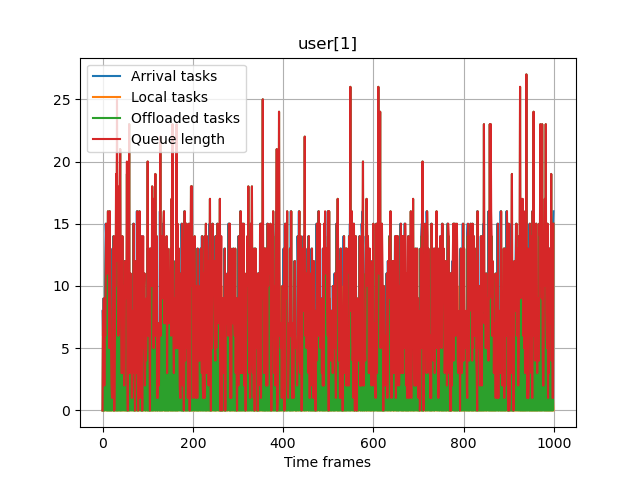 user[1]
Arrival tasks
Local tasks
Offloaded tasks
Queue length
25
20
15
10
5
0
0 200 400 600 800 1000
Time frames